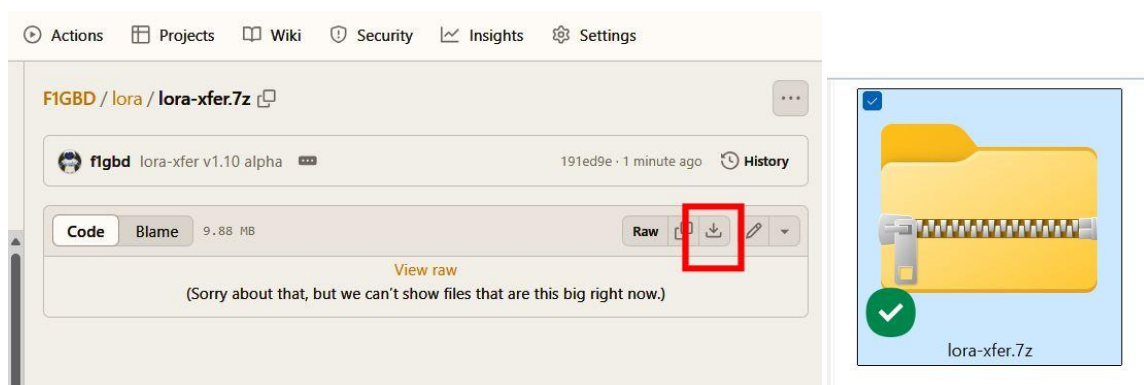 Actions Projects Wiki Security Insights Settings
F1GBD / lora / lora-xfer.7z
f1gbd lora-xfer v1.10 alpha 191ed9e · 1 minute ago History
Code Blame 9.88 MB Raw
View raw
(Sorry about that, but we can't show files that are this big right now.)
lora-xfer.7z